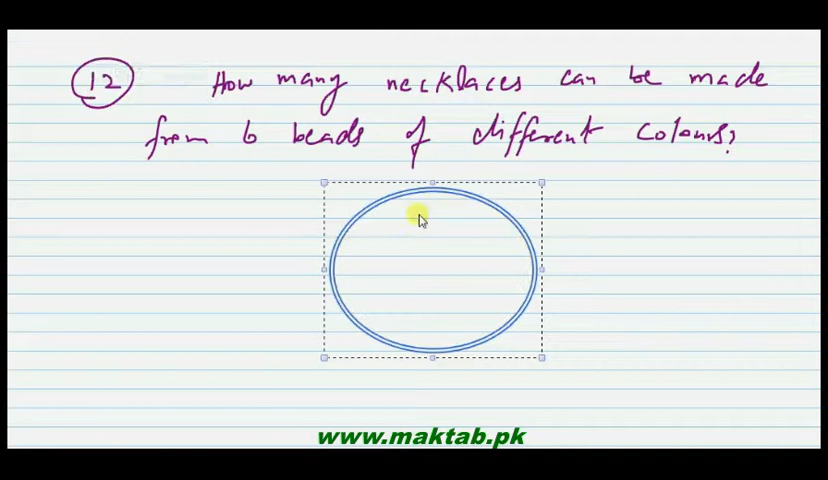 12 How many necklaces can be made
from 6 beads of different colours?
www.maktab.pk